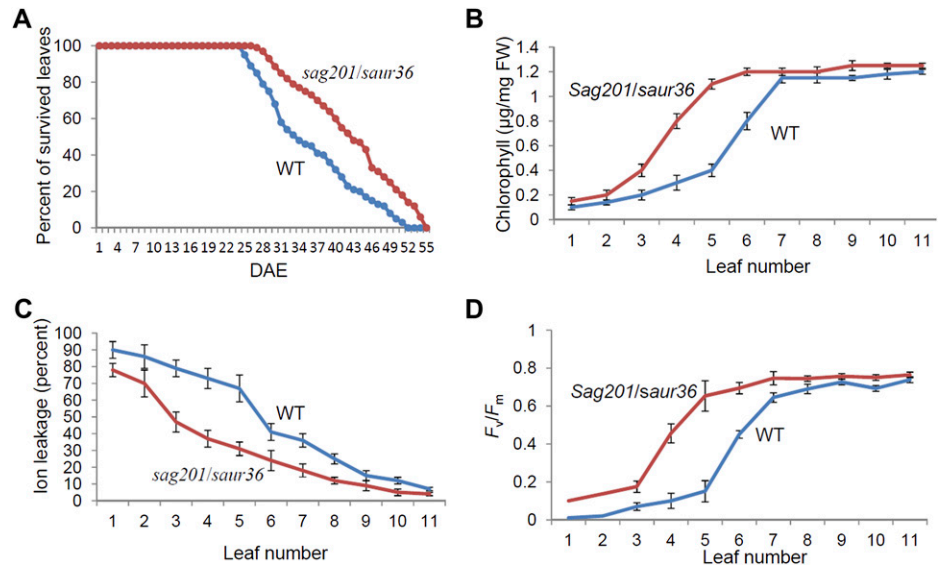 A
Percent of survived leaves
100
80
60
40
20
0
sag201/saur36
WT
1 4 7 10 13 16 19 22 25 28 31 34 37 40 43 46 49 52 55
DAE
B
Chlorophyll (µg/mg FW)
1.4
1.2
1.0
0.8
0.6
0.4
0.2
0
Sag201/saur36
WT
1 2 3 4 5 6 7 8 9 10 11
Leaf number
C
Ion leakage (percent)
100
90
80
70
60
50
40
30
20
10
0
WT
sag201/saur36
1 2 3 4 5 6 7 8 9 10 11
Leaf number
D
Fv/Fm
1
0.8
0.6
0.4
0.2
0
Sag201/saur36
WT
1 2 3 4 5 6 7 8 9 10 11
Leaf number